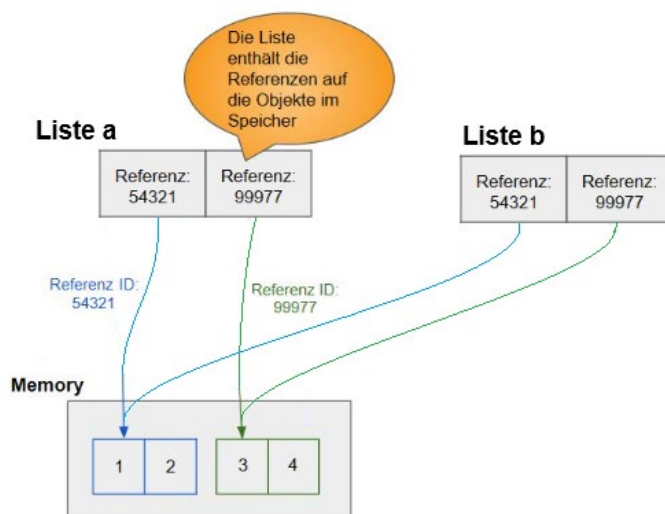 Die Liste
enthält die
Referenzen auf
die Objekte im
Speicher
Liste a
Liste b
Referenz:
54321
Referenz:
99977
Referenz:
54321
Referenz:
99977
Referenz ID:
54321
Referenz ID:
99977
Memory
1
2
3
4